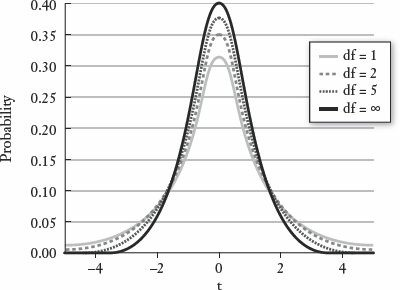 0.40
0.35
0.30
0.25
0.20
0.15
0.10
0.05
0.00
Probability
−4 −2 0 2 4
t
df = 1
df = 2
df = 5
df = ∞